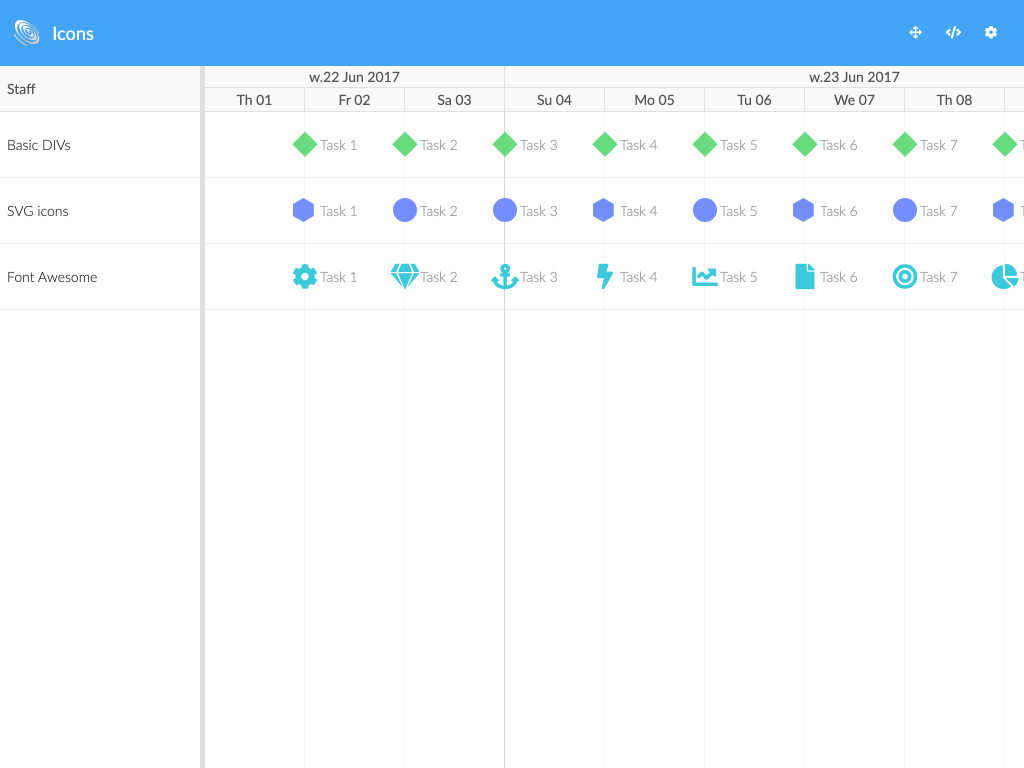 Icons
Staff
w.22 Jun 2017 w.23 Jun 2017
Th 01 Fr 02 Sa 03 Su 04 Mo 05 Tu 06 We 07 Th 08
Basic DIVs Task 1 Task 2 Task 3 Task 4 Task 5 Task 6 Task 7
SVG icons Task 1 Task 2 Task 3 Task 4 Task 5 Task 6 Task 7
Font Awesome Task 1 Task 2 Task 3 Task 4 Task 5 Task 6 Task 7